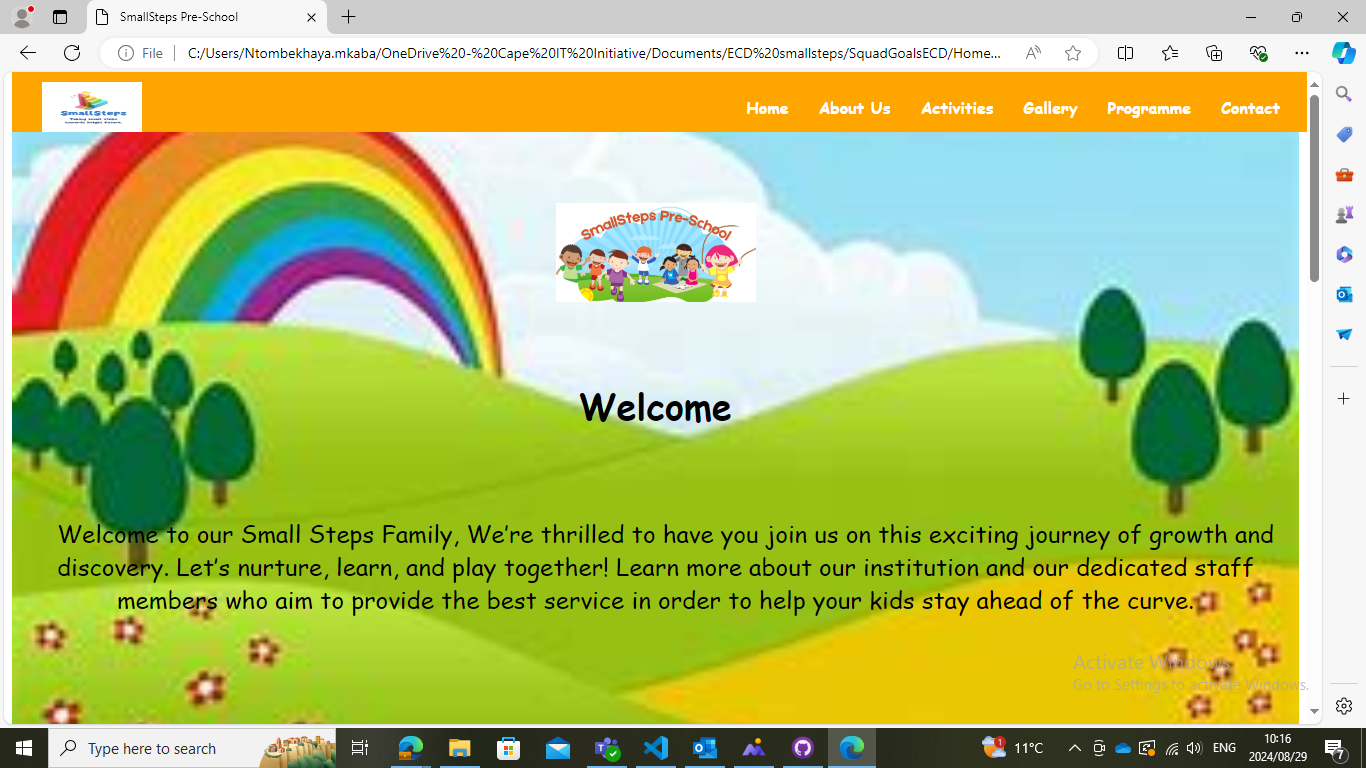 SmallSteps Pre-School
File
C:/Users/Ntombekhaya.mkaba/OneDrive%20-%20Cape%20IT%20Initiative/Documents/ECD%20smallsteps/SquadGoalsECD/Home...
SmallSteps
Taking small steps
towards bright future.
Home About Us Activities Gallery Programme Contact
SmallSteps Pre-School
Welcome
Welcome to our Small Steps Family, We’re thrilled to have you join us on this exciting journey of growth and
discovery. Let’s nurture, learn, and play together! Learn more about our institution and our dedicated staff
members who aim to provide the best service in order to help your kids stay ahead of the curve.
Activate Windows
Go to Settings to activate Windows.
Type here to search
1
11°C
ENG
10:16
2024/08/29
7